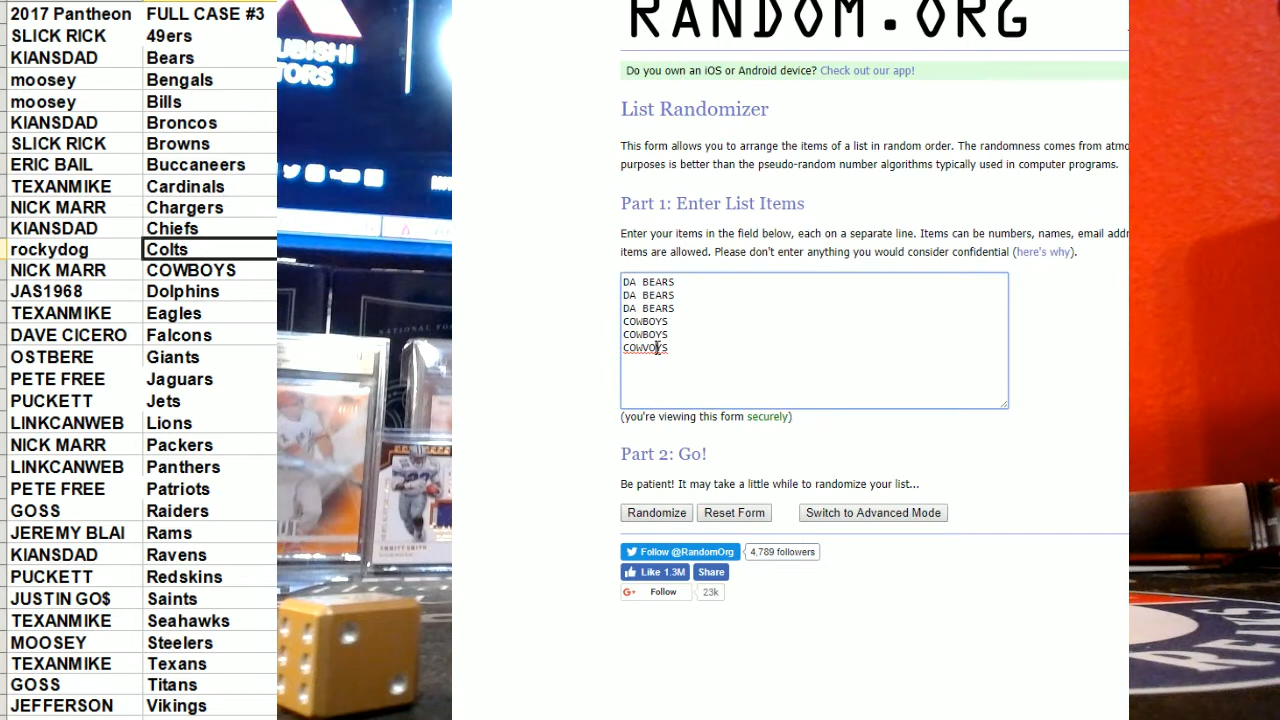 2017 Pantheon FULL CASE #3
SLICK RICK 49ers
KIANSDAD Bears
moosey Bengals
moosey Bills
KIANSDAD Broncos
SLICK RICK Browns
ERIC BAIL Buccaneers
TEXANMIKE Cardinals
NICK MARR Chargers
KIANSDAD Chiefs
rockydog Colts
NICK MARR COWBOYS
JAS1968 Dolphins
TEXANMIKE Eagles
DAVE CICERO Falcons
OSTBERE Giants
PETE FREE Jaguars
PUCKETT Jets
LINKCANWEB Lions
NICK MARR Packers
LINKCANWEB Panthers
PETE FREE Patriots
GOSS Raiders
JEREMY BLAI Rams
KIANSDAD Ravens
PUCKETT Redskins
JUSTIN GO$ Saints
TEXANMIKE Seahawks
MOOSEY Steelers
TEXANMIKE Texans
GOSS Titans
JEFFERSON Vikings
UBISHI
TORS
NATIONAL FO
EMMITT SMITH
RANDOM.ORG
Do you own an iOS or Android device? Check out our app!
List Randomizer
This form allows you to arrange the items of a list in random order. The randomness comes from atmo
purposes is better than the pseudo-random number algorithms typically used in computer programs.
Part 1: Enter List Items
Enter your items in the field below, each on a separate line. Items can be numbers, names, email addr
items are allowed. Please don't enter anything you would consider confidential (here's why).
DA BEARS
DA BEARS
DA BEARS
COWBOYS
COWBOYS
COWVOYS
(you're viewing this form securely)
Part 2: Go!
Be patient! It may take a little while to randomize your list...
Randomize Reset Form Switch to Advanced Mode
Follow @RandomOrg 4,789 followers
Like 1.3M Share
G+ Follow 23k